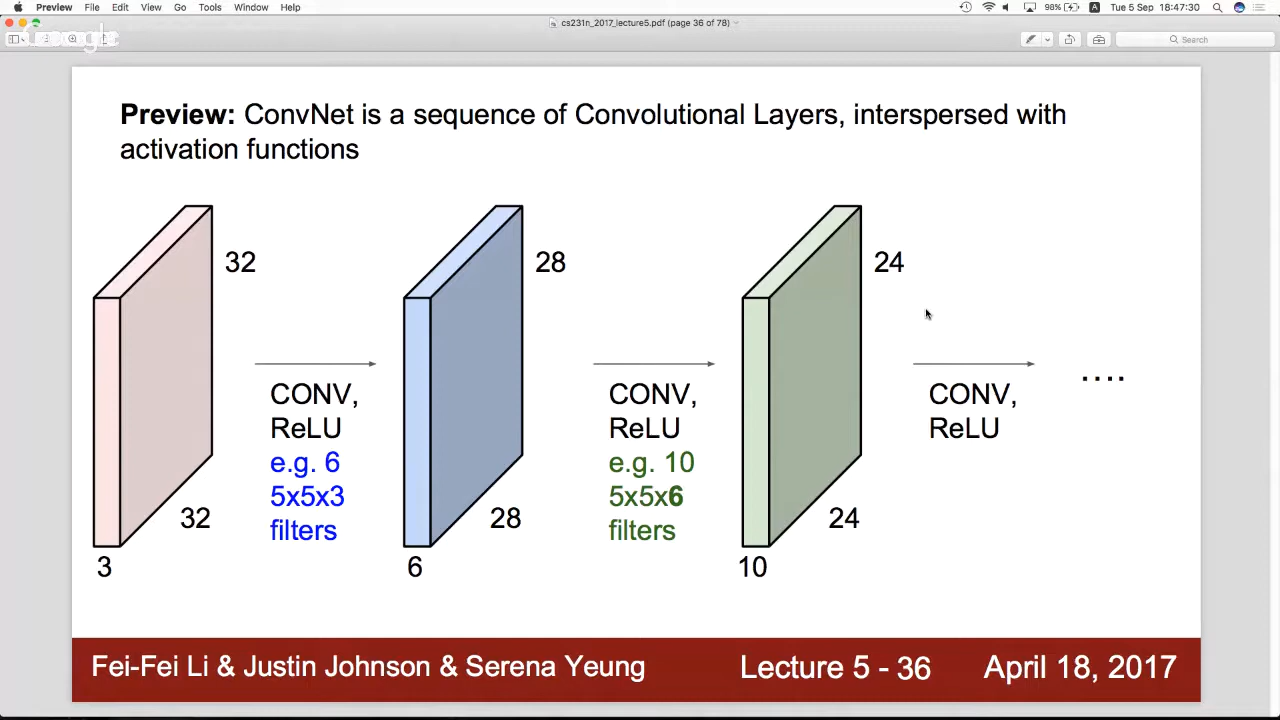 Preview File Edit View Go Tools Window Help 98% A Tue 5 Sep 18:47:30
cs231n_2017_lecture5.pdf (page 36 of 78)
Search
Preview: ConvNet is a sequence of Convolutional Layers, interspersed with
activation functions
32
28
24
CONV,
ReLU
e.g. 6
5x5x3
filters
CONV,
ReLU
e.g. 10
5x5x6
filters
CONV,
ReLU
....
32
28
24
3
6
10
Fei-Fei Li & Justin Johnson & Serena Yeung Lecture 5 - 36 April 18, 2017